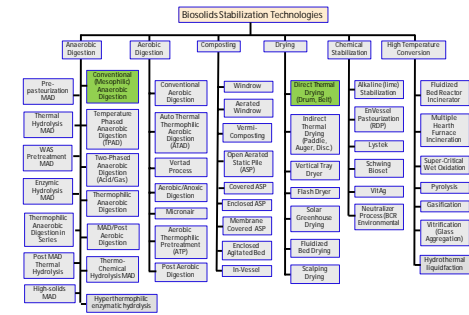 Biosolids Stabilization Technologies
Anaerobic
Digestion
Aerobic
Digestion
Composting
Drying
Chemical
Stabilization
High Temperature
Conversion
Pre-
pasteurization
MAD
Thermal
Hydrolysis MAD
WAS
Pretreatment
MAD
Enzymic
Hydrolysis MAD
Thermophilic
Anaerobic
Digestion in
Series
Post MAD
Thermal
Hydrolysis
High-solids
MAD
Conventional
(Mesophilic)
Anaerobic
Digestion
Temperature
Phased
Anaerobic
Digestion
(TPAD)
Two-Phased
Anaerobic
Digestion
(Acid/Gas)
Thermophilic
Anaerobic
Digestion
MAD/Post
Aerobic
Digestion
Thermo-
Chemical
Hydrolysis MAD
Hyperthermophilic
enzymatic hydrolysis
Conventional
Aerobic
Digestion
Auto Thermal
Thermophilic
Aerobic
Digestion
(ATAD)
Vertad
Process
Aerobic/Anoxic
Digestion
Micronair
Aerobic
Thermophilic
Pretreatment
(ATP)
Post Aerobic
Digestion
Windrow
Aerated
Windrow
Vermi-
Composting
Open Aerated
Static Pile
(ASP)
Covered ASP
Enclosed ASP
Membrane
Covered ASP
Enclosed
Agitated Bed
In-Vessel
Direct Thermal
Drying
(Drum, Belt)
Indirect
Thermal
Drying
(Paddle,
Auger, Disc.)
Vertical Tray
Dryer
Flash Dryer
Solar
Greenhouse
Drying
Fluidized
Bed Drying
Scalping
Drying
Alkaline (lime)
Stabilization
EnVessel
Pasteurization
(RDP)
Lystek
Schwing
Bioset
VitAg
Neutralizer
Process (BCR
Environmental
Fluidized
Bed Reactor
Incinerator
Multiple
Hearth
Furnace
Incineration
Super-Critical
Wet Oxidation
Pyrolysis
Gasification
Vitrification
(Glass
Aggregation)
Hydrothermal
liquidfaction